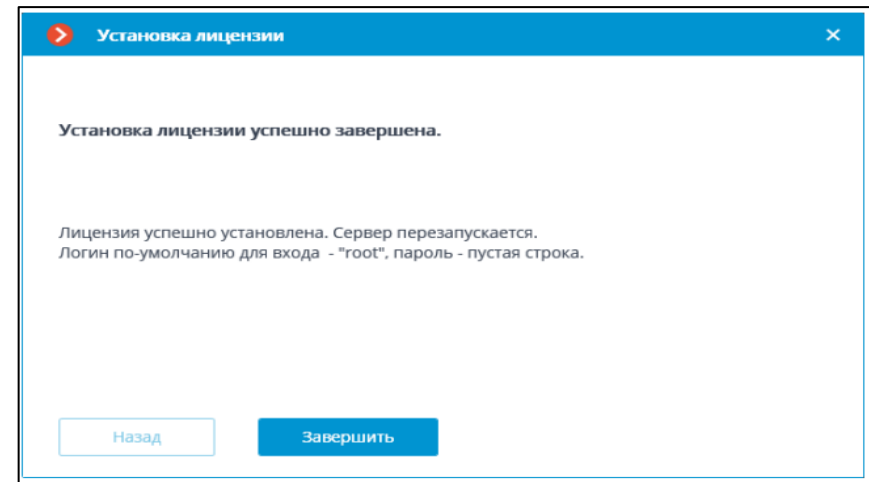 Установка лицензии
Установка лицензии успешно завершена.
Лицензия успешно установлена. Сервер перезапускается.
Логин по-умолчанию для входа - "root", пароль - пустая строка.
Назад
Завершить